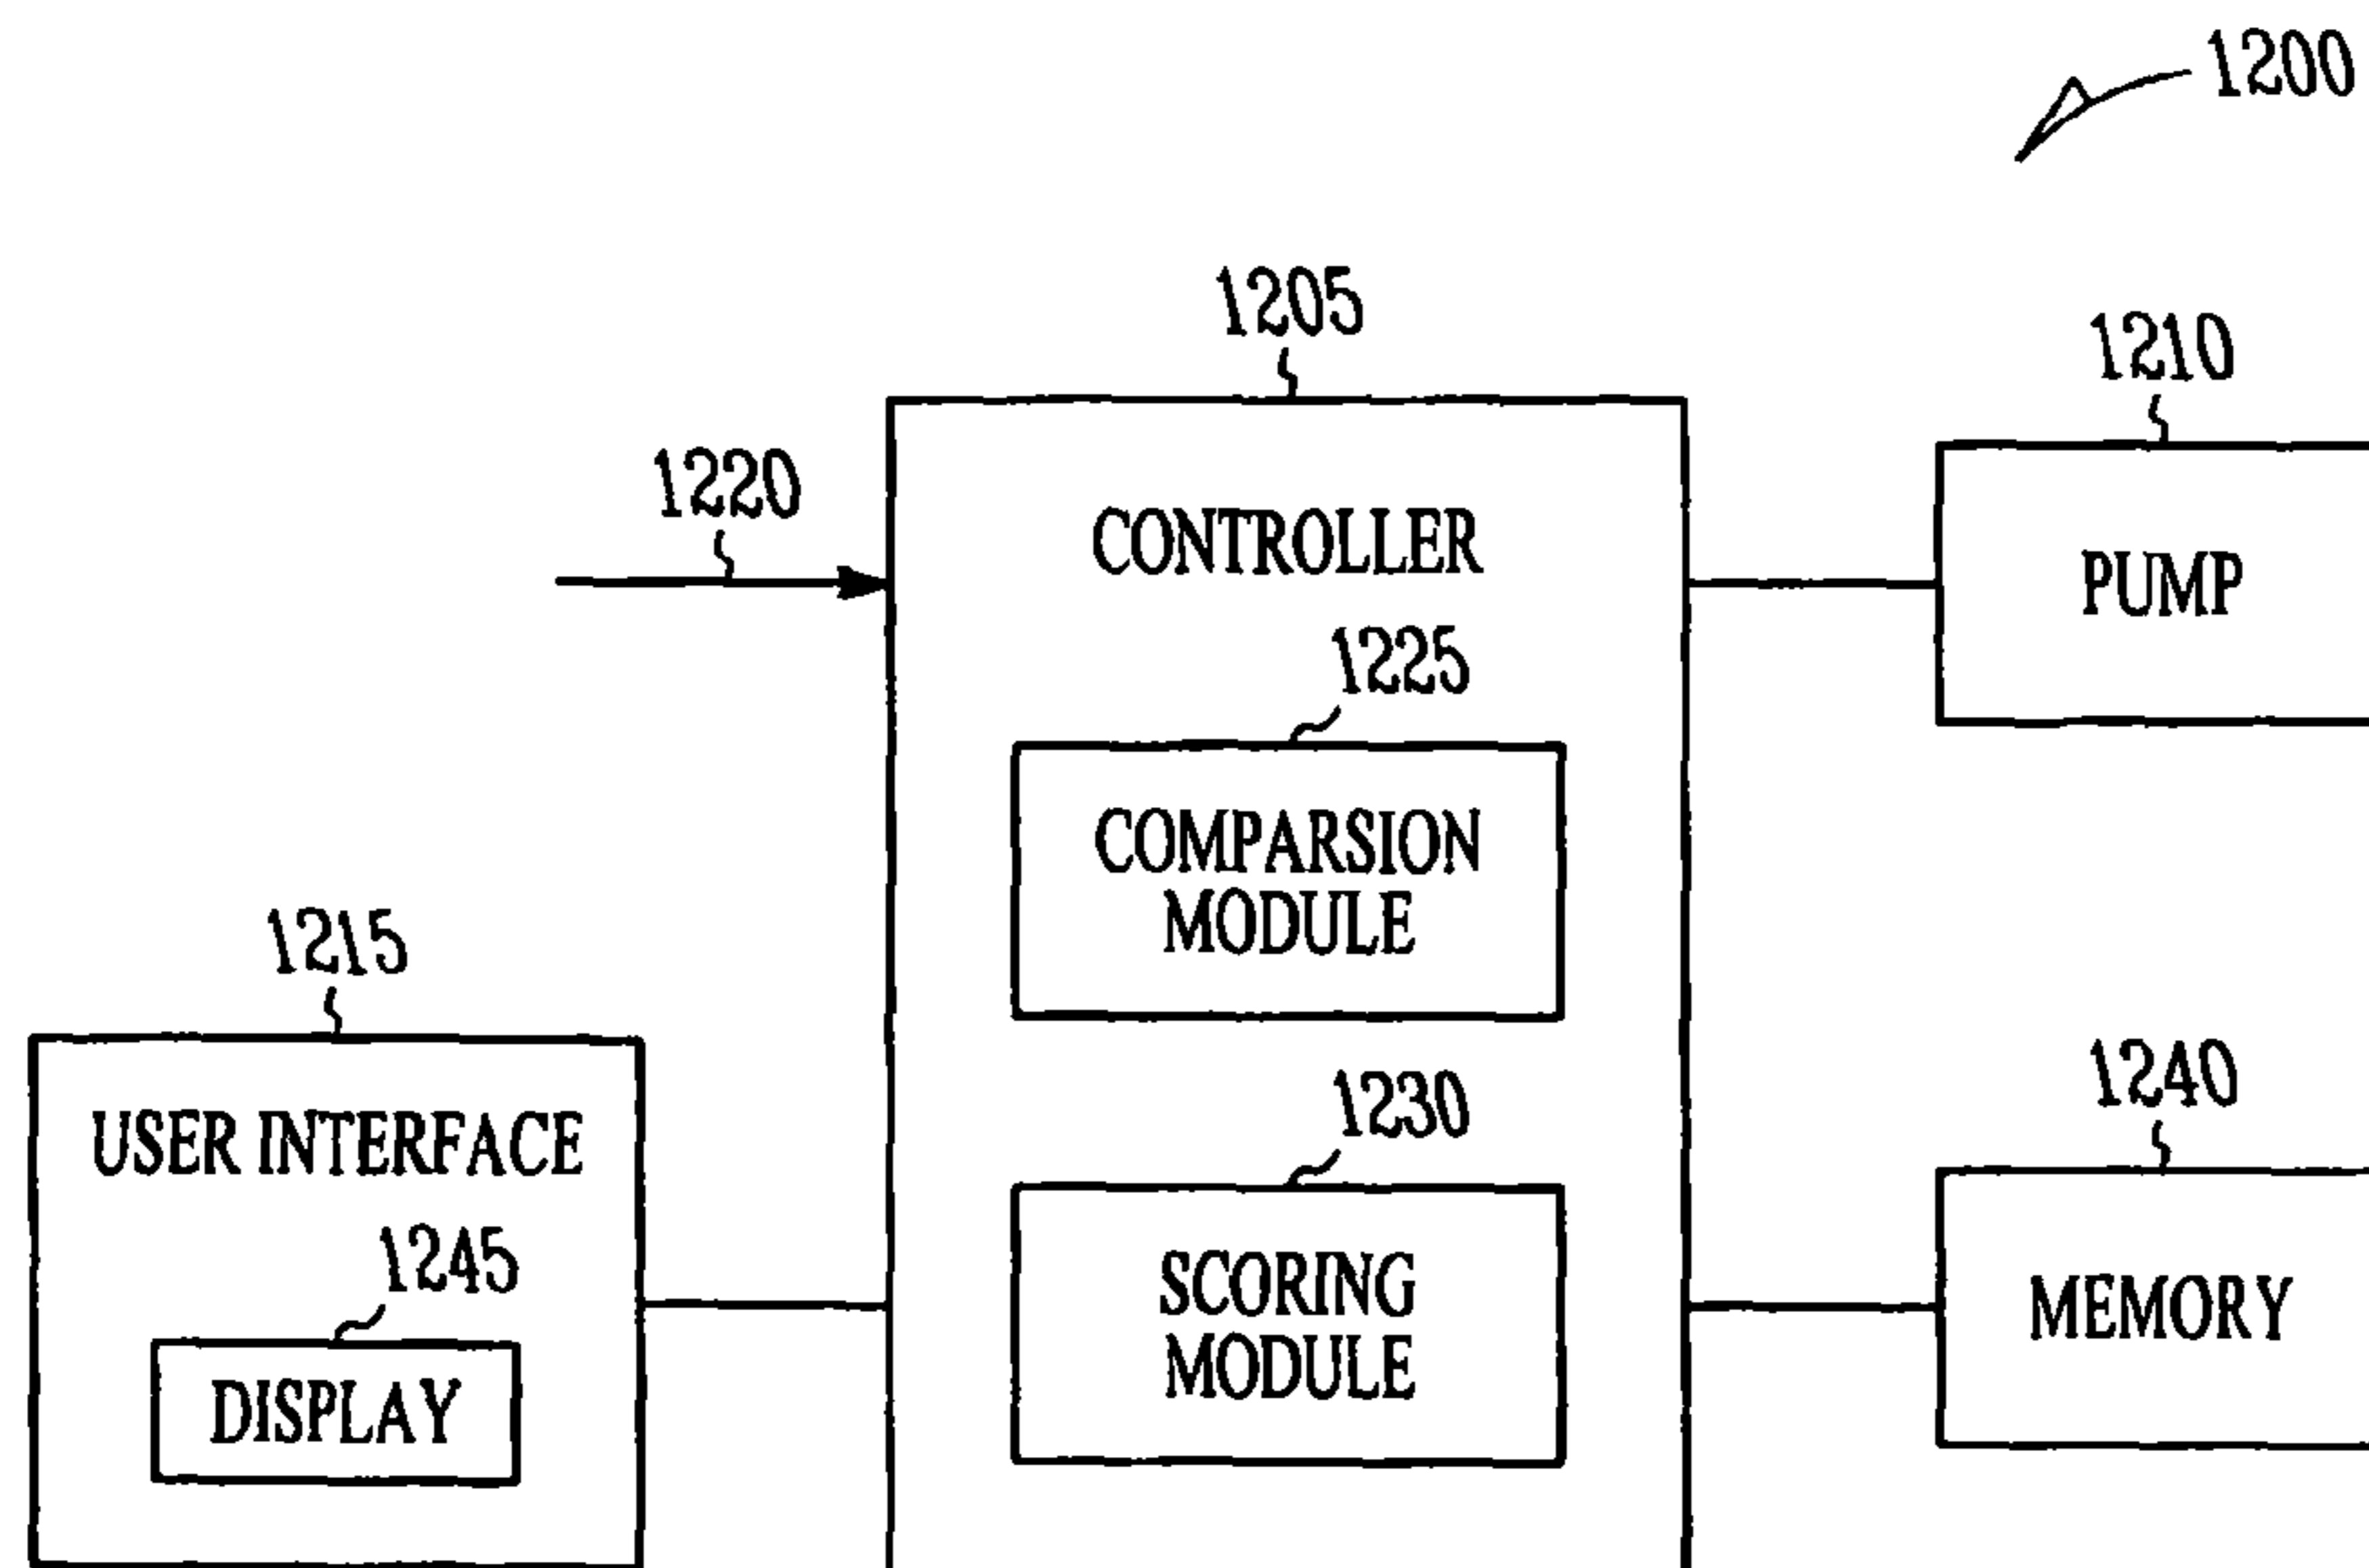 1200
1205
1210
1220
CONTROLLER
PUMP
1225
COMPARSION
MODULE
1215
USER INTERFACE
1245
DISPLAY
1230
SCORING
MODULE
1240
MEMORY